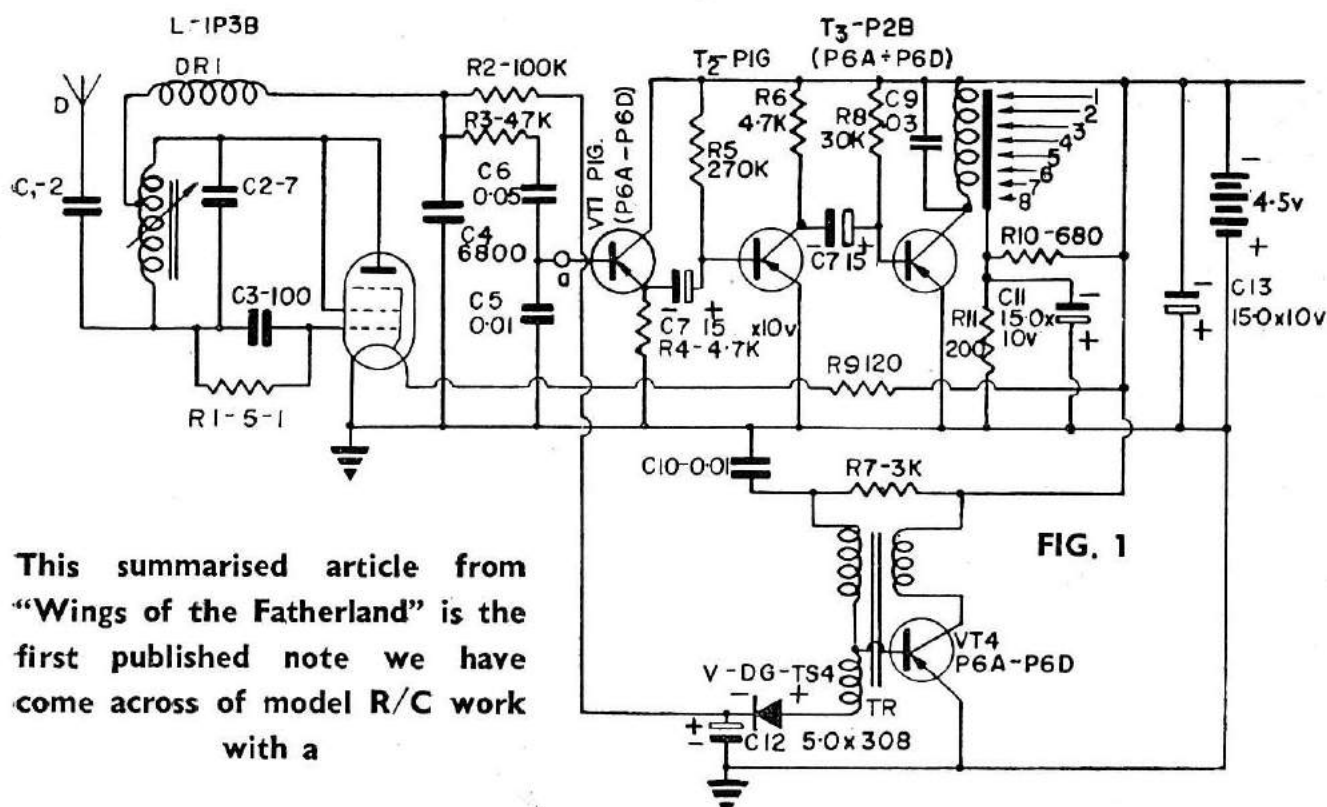 L-1P3B
DR1
D
C,-2
C2-7
C3-100
R1-5-1
R2-100K
R3-47K
C4
6800
C6
0.05
C5
0.01
a
VT1 PIG.
(P6A-P6D)
C7 15 x10v
- +
R4-4.7K
R5
270K
T2-PIG
R6
4.7K
C7 15
- +
T3-P2B
(P6A÷P6D)
R8
30K
C9
03
1
2
3
4
5
6
7
8
R9 120
R10-680
R11
200
C11
15.0x
10v
-
+
C13
15.0x10v
-
+
-
4.5v
+
C10-0.01
R7-3K
FIG. 1
VT4
P6A-P6D
V-DG-TS4
- +
TR
+
-
C12 5.0x308
This summarised article from
"Wings of the Fatherland" is the
first published note we have
come across of model R/C work
with a